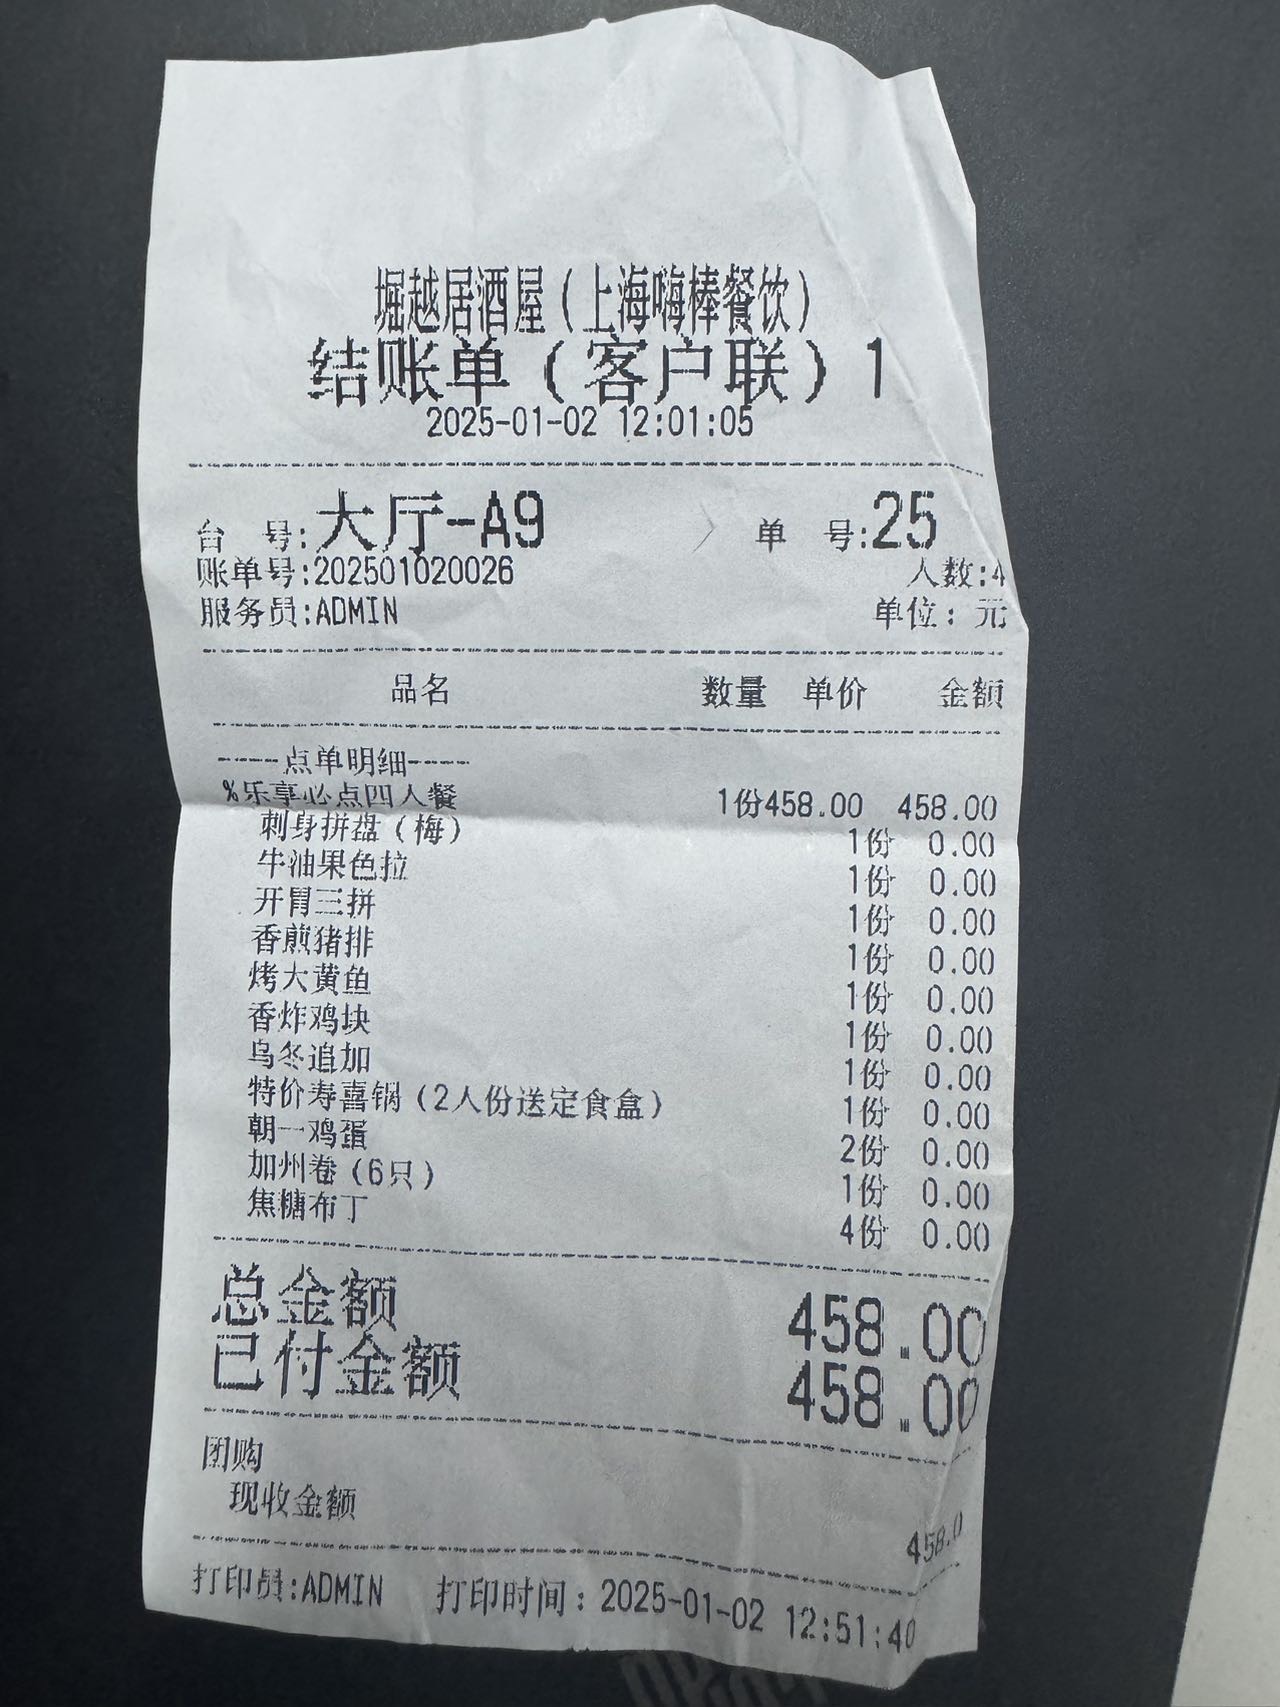 堀越居酒屋（上海嗨棒餐饮）
结账单（客户联）1
2025-01-02 12:01:05
台 号:大厅-A9 单 号:25
账单号:202501020026 人数:4
服务员:ADMIN 单位：元
品名 数量 单价 金额
-----点单明细-----
%乐享必点四人餐 1份458.00 458.00
刺身拼盘（梅） 1份 0.00
牛油果色拉 1份 0.00
开胃三拼 1份 0.00
香煎猪排 1份 0.00
烤大黄鱼 1份 0.00
香炸鸡块 1份 0.00
乌冬追加 1份 0.00
特价寿喜锅（2人份送定食盒） 1份 0.00
朝一鸡蛋 2份 0.00
加州卷（6只） 1份 0.00
焦糖布丁 4份 0.00
总金额 458.00
已付金额 458.00
团购
现收金额 458.0
打印员:ADMIN 打印时间：2025-01-02 12:51:40